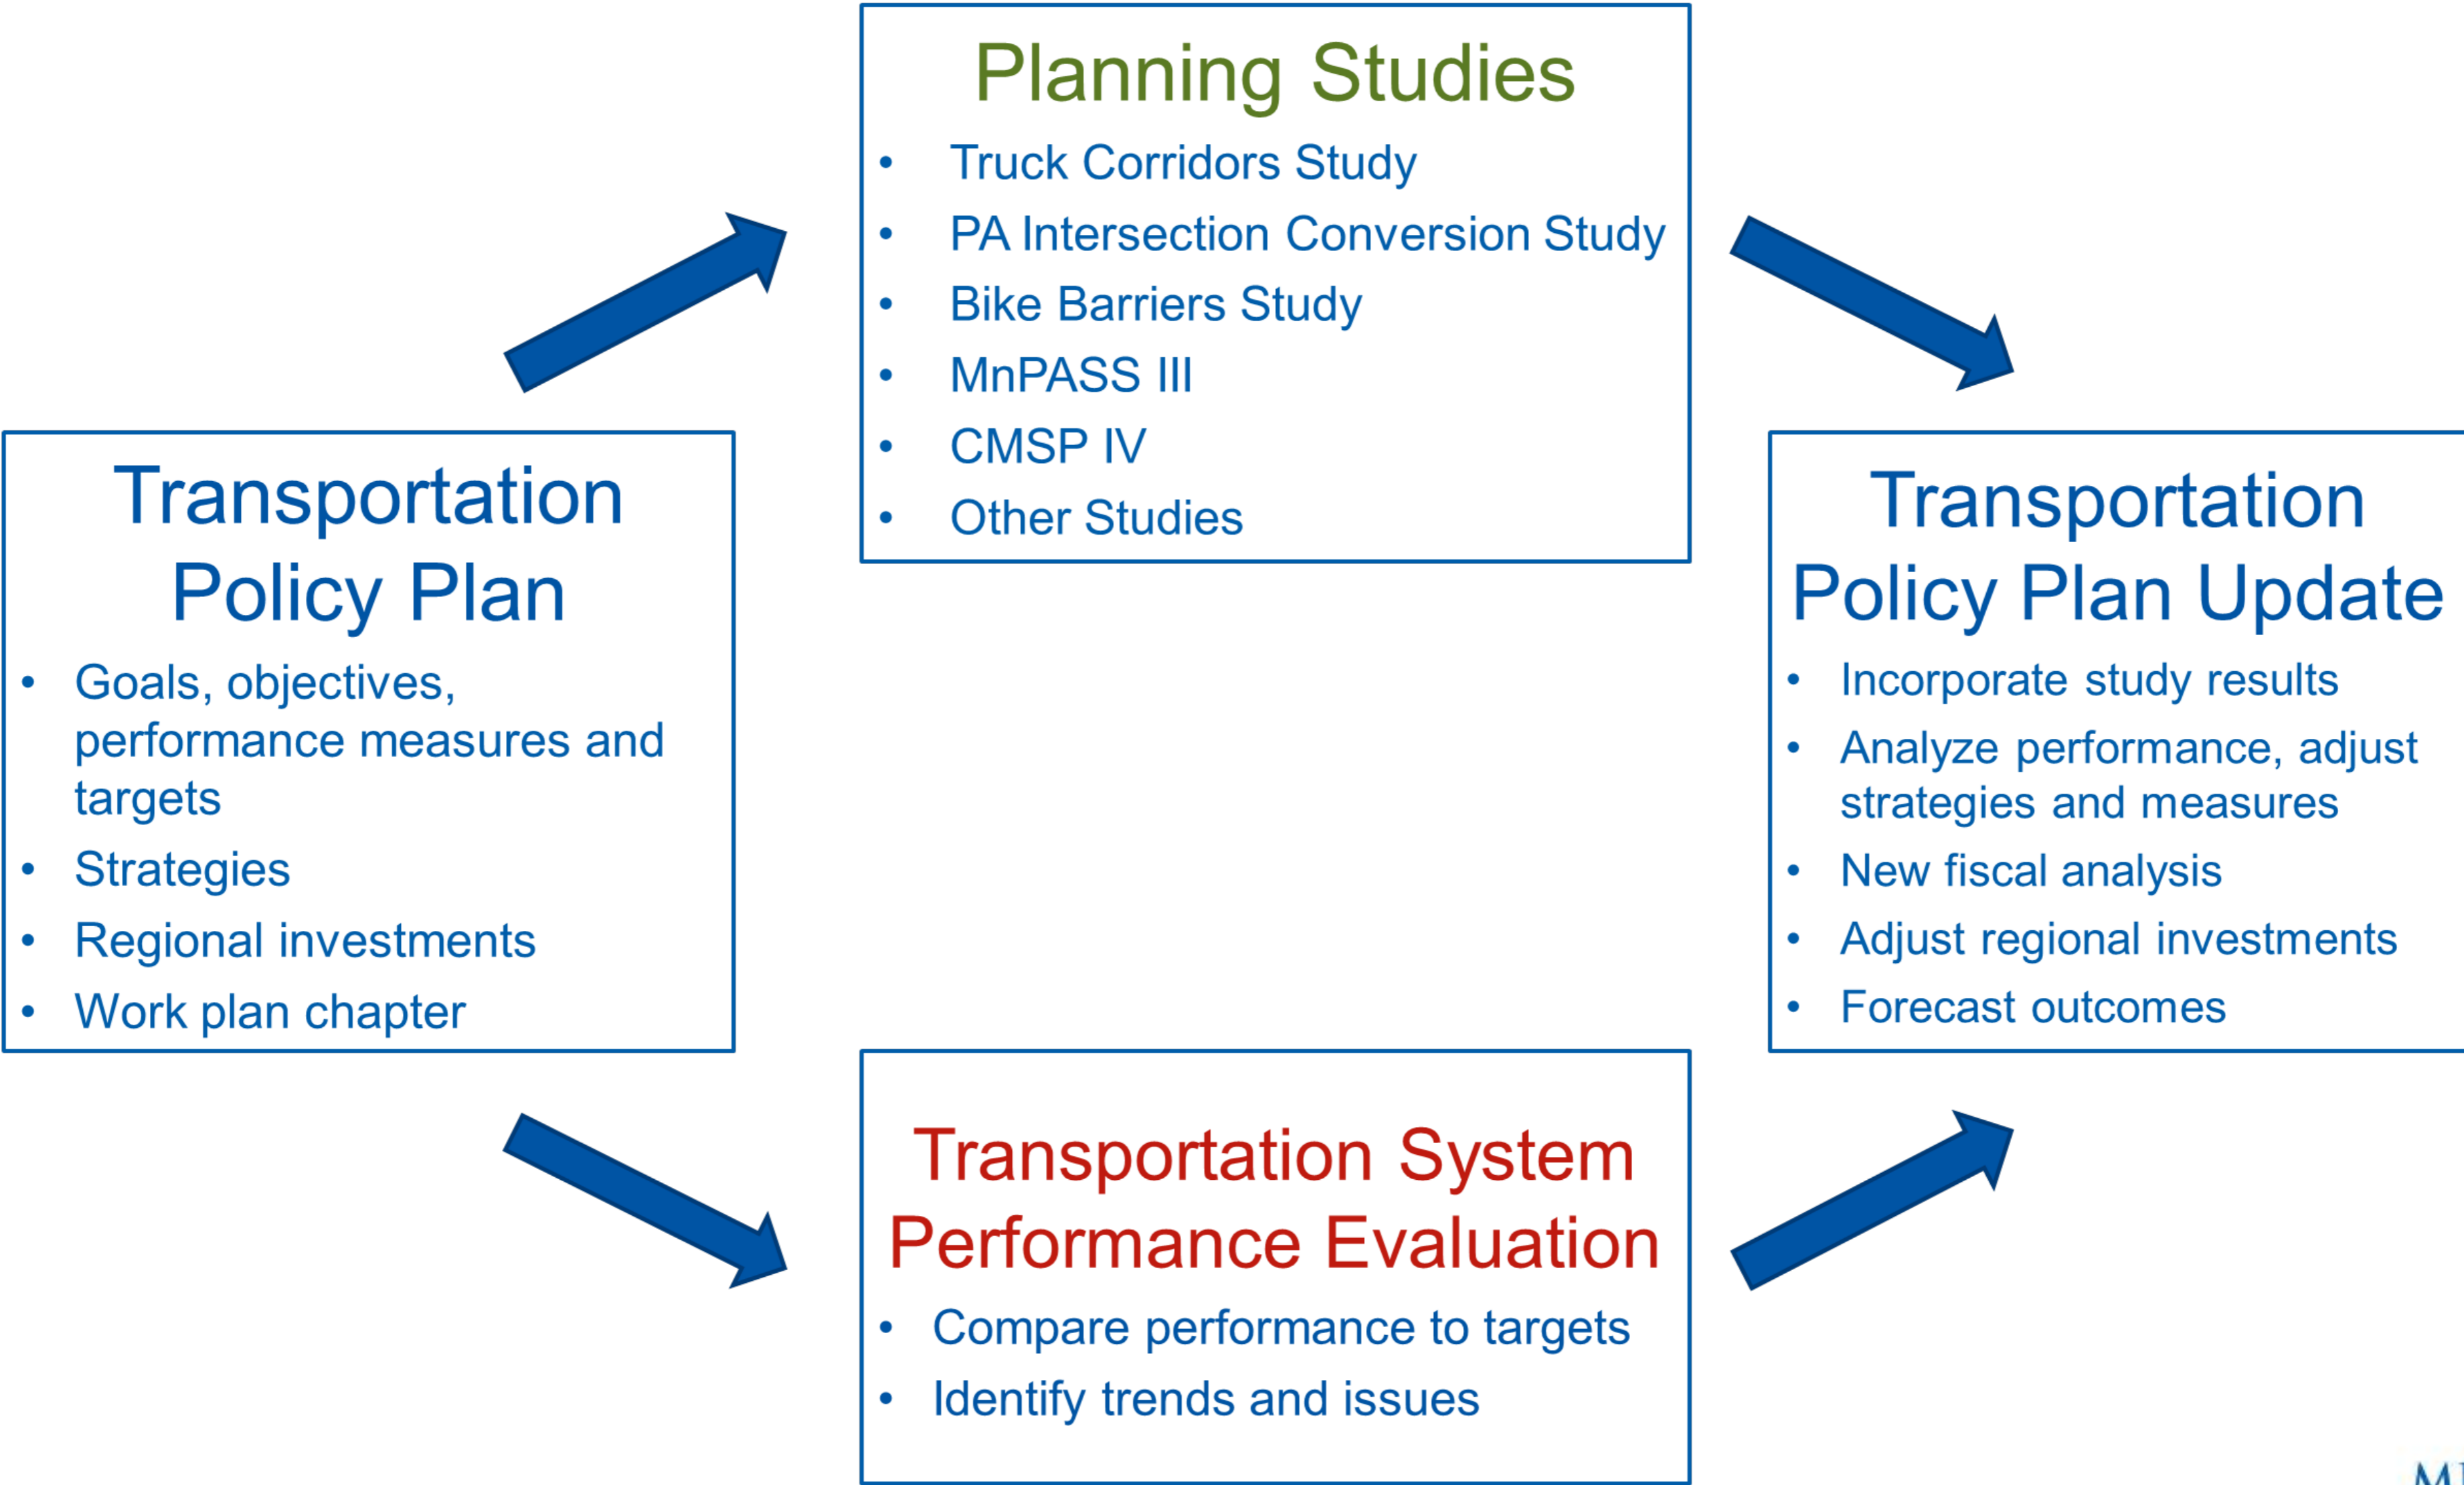 Planning Studies
• Truck Corridors Study
• PA Intersection Conversion Study
• Bike Barriers Study
• MnPASS III
• CMSP IV
• Other Studies
Transportation
Policy Plan
• Goals, objectives,
performance measures and
targets
• Strategies
• Regional investments
• Work plan chapter
Transportation System
Performance Evaluation
• Compare performance to targets
• Identify trends and issues
Transportation
Policy Plan Update
• Incorporate study results
• Analyze performance, adjust
strategies and measures
• New fiscal analysis
• Adjust regional investments
• Forecast outcomes